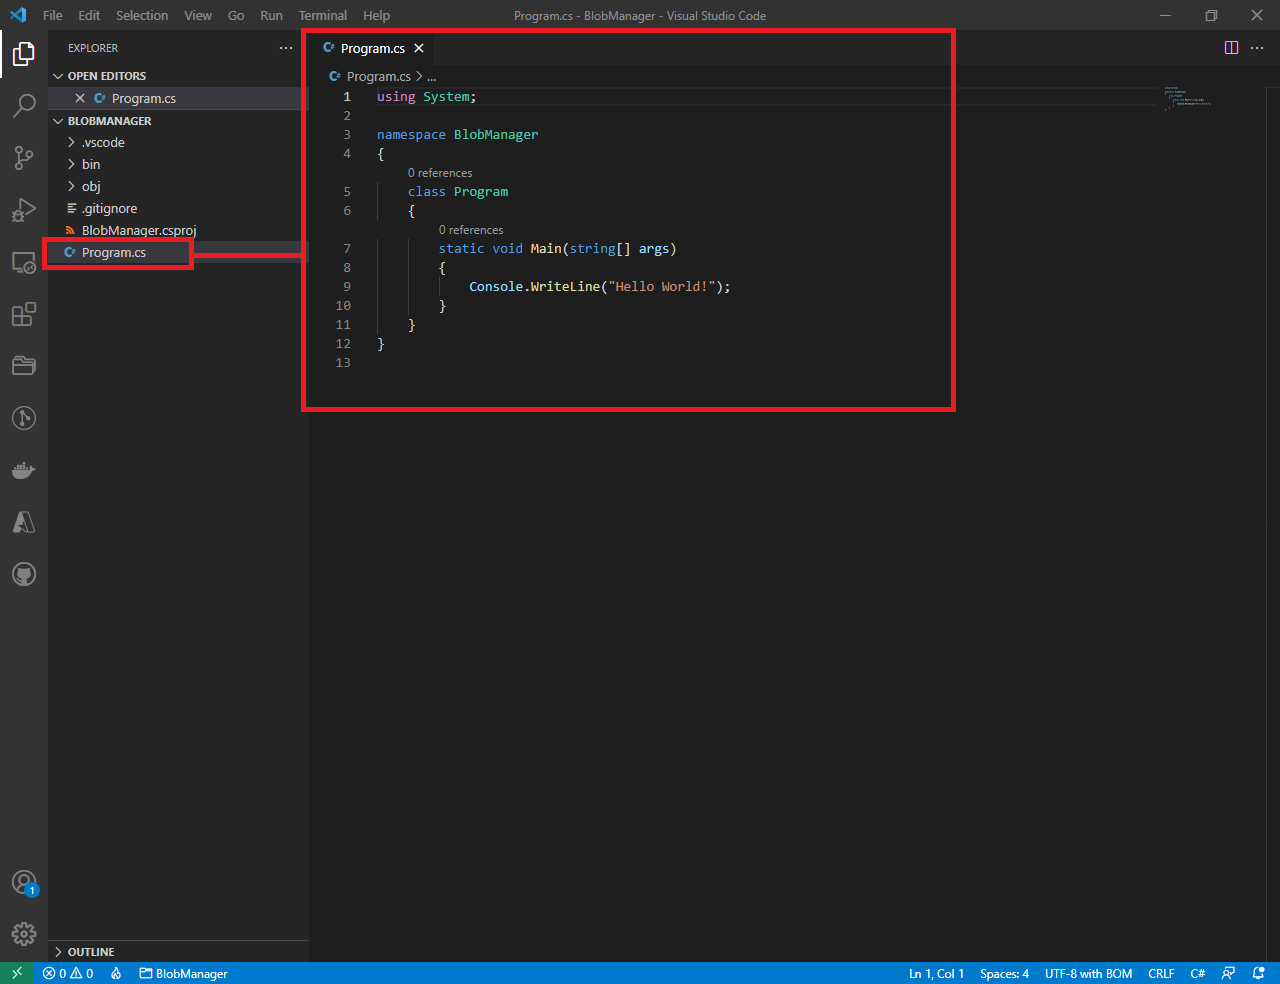 File Edit Selection View Go Run Terminal Help
Program.cs - BlobManager - Visual Studio Code
EXPLORER
OPEN EDITORS
Program.cs
BLOBMANAGER
.vscode
bin
obj
.gitignore
BlobManager.csproj
Program.cs
OUTLINE
Program.cs
Program.cs > ...
1 using System;
2
3 namespace BlobManager
4 {
0 references
5 class Program
6 {
0 references
7 static void Main(string[] args)
8 {
9 Console.WriteLine("Hello World!");
10 }
11 }
12 }
13
1
0 0 BlobManager Ln 1, Col 1 Spaces: 4 UTF-8 with BOM CRLF C#